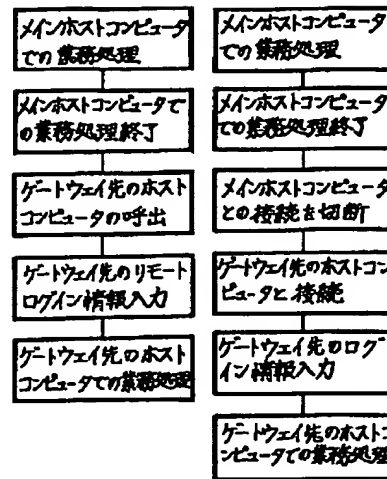 メインホストコンピュータ
での業務処理
メインホストコンピュータで
の業務処理終了
ゲートウェイ先のホスト
コンピュータの呼出
ゲートウェイ先のリモート
ログイン情報入力
ゲートウェイ先のホスト
コンピュータでの業務処理
メインホストコンピュータ
での業務処理
メインホストコンピュータ
での業務処理終了
メインホストコンピュータ
との接続を切断
ゲートウェイ先のホストコン
ピュータと接続
ゲートウェイ先のログ
イン情報入力
ゲートウェイ先のホストコ
ンピュータでの業務処理